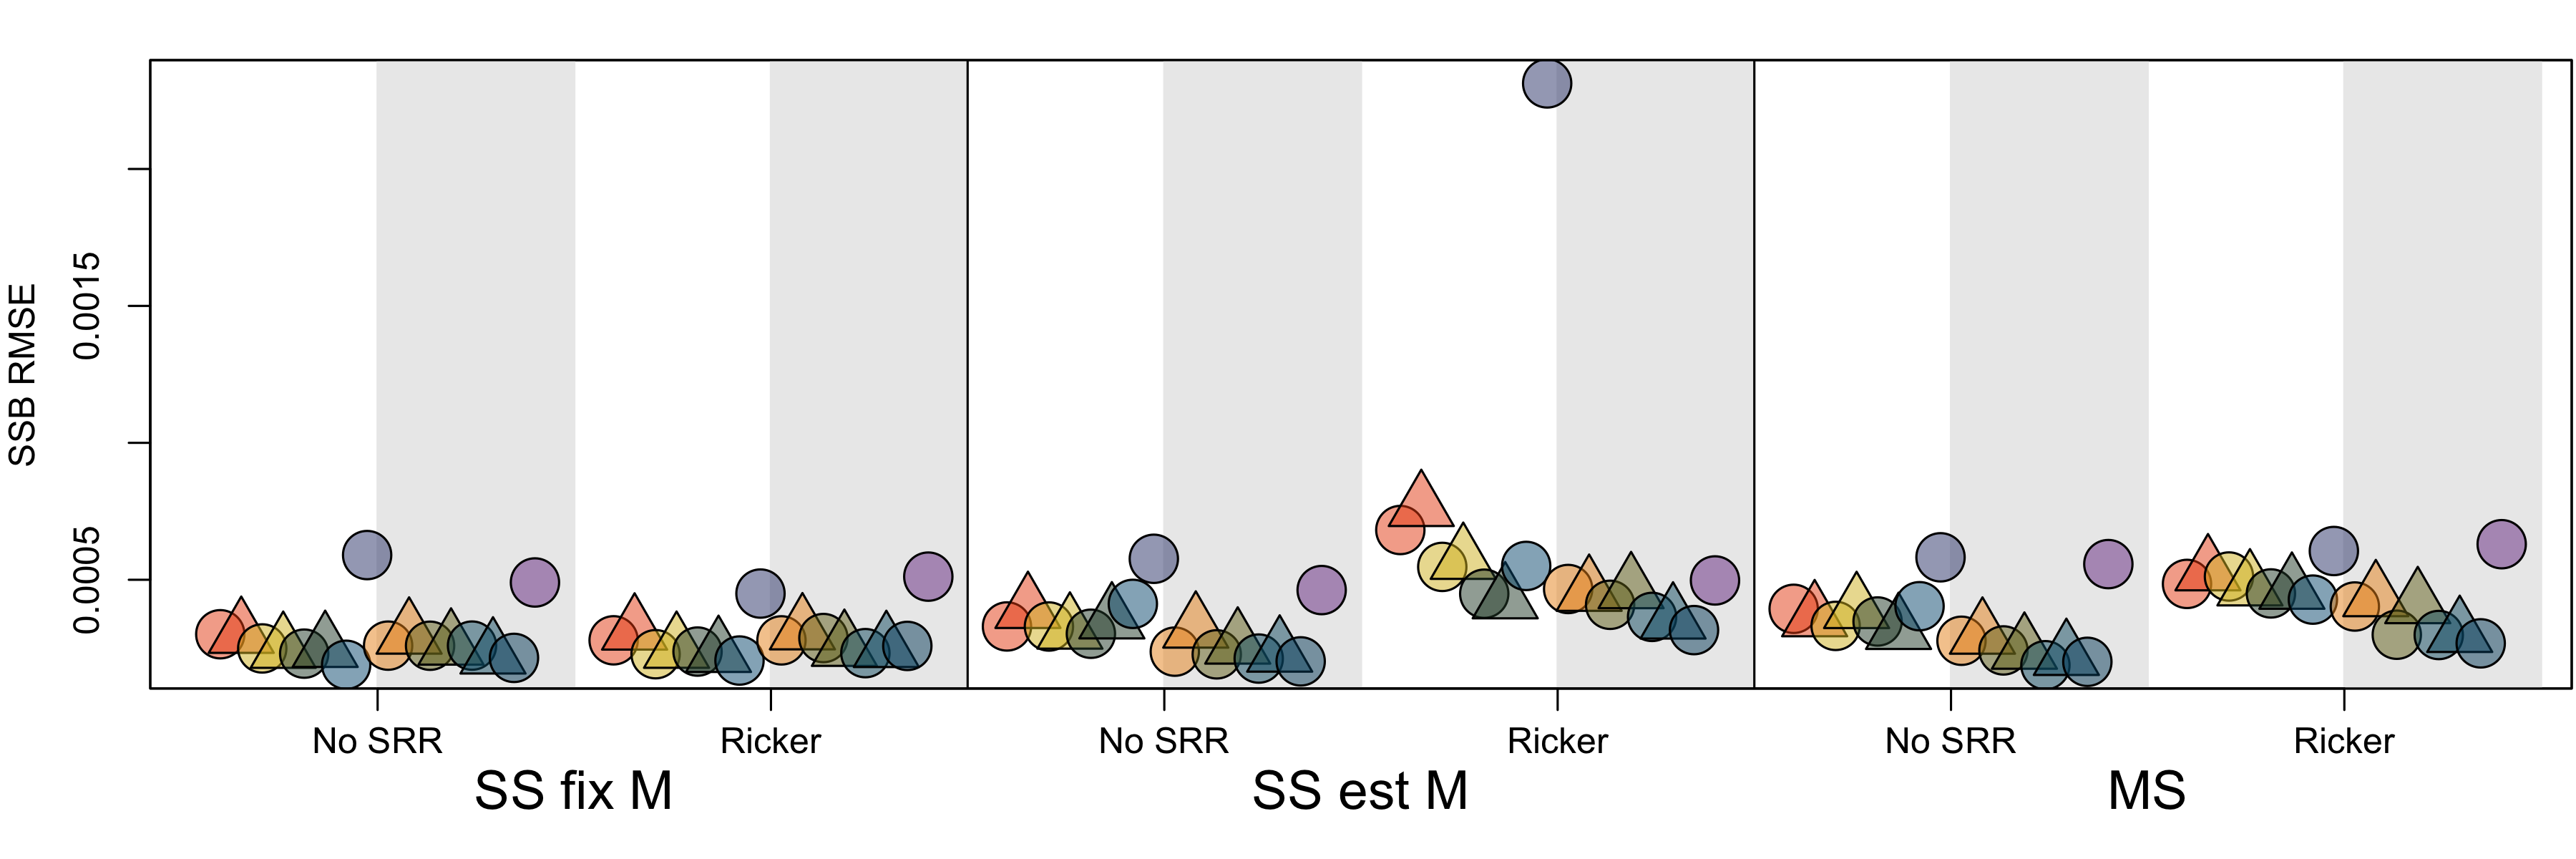 SSB RMSE
0.0015
0.0005
No SRR
Ricker
No SRR
Ricker
No SRR
Ricker
SS fix M
SS est M
MS